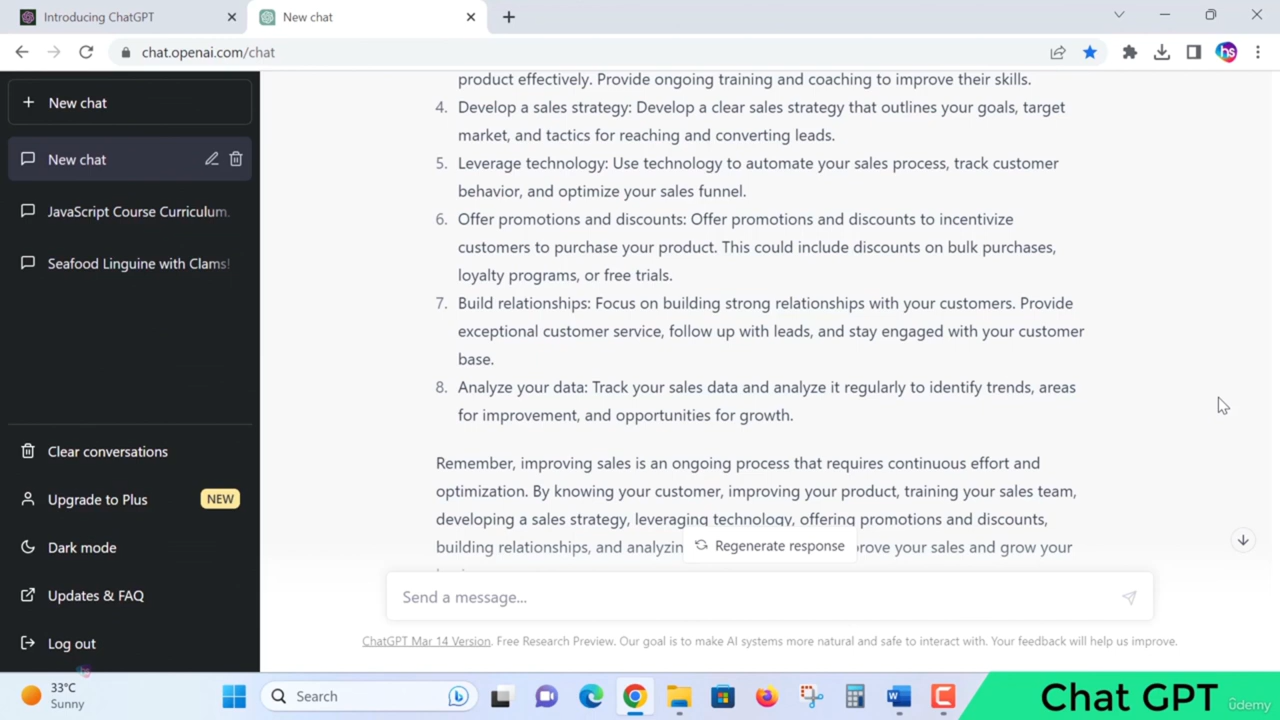 Introducing ChatGPT
New chat
chat.openai.com/chat
hs
New chat
New chat
JavaScript Course Curriculum.
Seafood Linguine with Clams!
Clear conversations
Upgrade to Plus NEW
Dark mode
Updates & FAQ
Log out
product effectively. Provide ongoing training and coaching to improve their skills.
4. Develop a sales strategy: Develop a clear sales strategy that outlines your goals, target
market, and tactics for reaching and converting leads.
5. Leverage technology: Use technology to automate your sales process, track customer
behavior, and optimize your sales funnel.
6. Offer promotions and discounts: Offer promotions and discounts to incentivize
customers to purchase your product. This could include discounts on bulk purchases,
loyalty programs, or free trials.
7. Build relationships: Focus on building strong relationships with your customers. Provide
exceptional customer service, follow up with leads, and stay engaged with your customer
base.
8. Analyze your data: Track your sales data and analyze it regularly to identify trends, areas
for improvement, and opportunities for growth.
Remember, improving sales is an ongoing process that requires continuous effort and
optimization. By knowing your customer, improving your product, training your sales team,
developing a sales strategy, leveraging technology, offering promotions and discounts,
building relationships, and analyzin prove your sales and grow your
Regenerate response
Send a message...
ChatGPT Mar 14 Version. Free Research Preview. Our goal is to make AI systems more natural and safe to interact with. Your feedback will help us improve.
33°C
Sunny
Search
Chat GPT
ûdemy